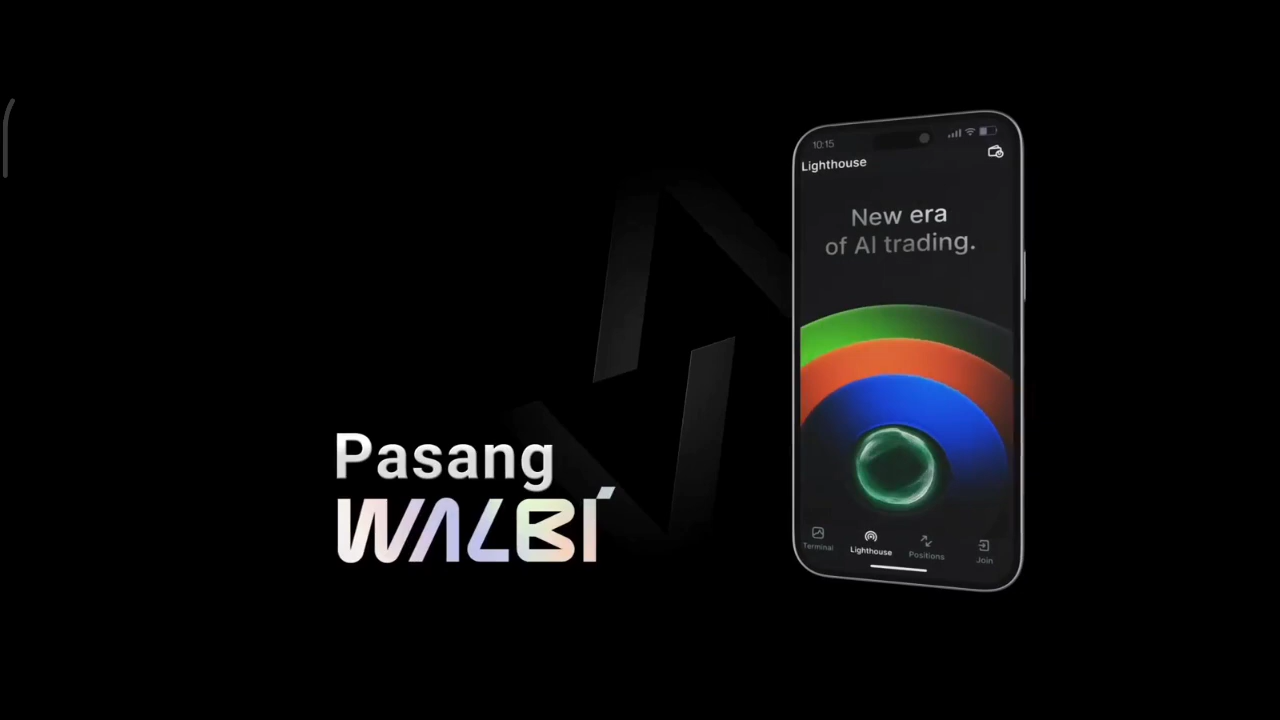 10:15
Lighthouse
New era
of AI trading.
Pasang
WALBI
Terminal
Lighthouse
Positions
Join